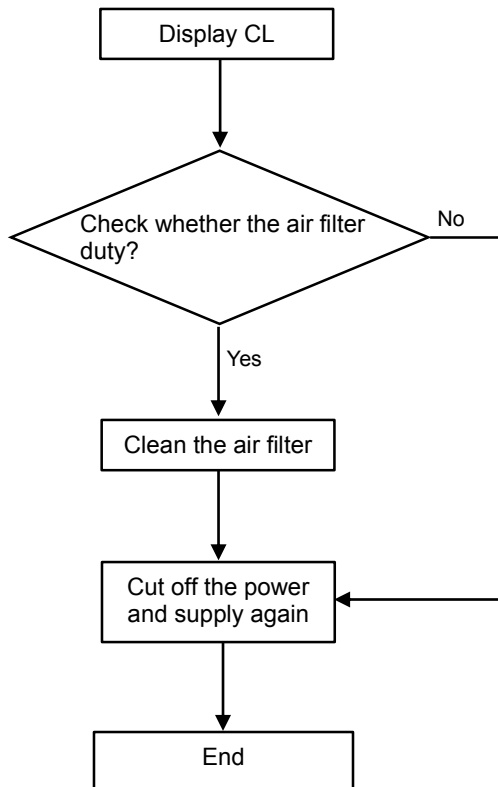 Display CL
Check whether the air filter
duty?
No
Yes
Clean the air filter
Cut off the power
and supply again
End